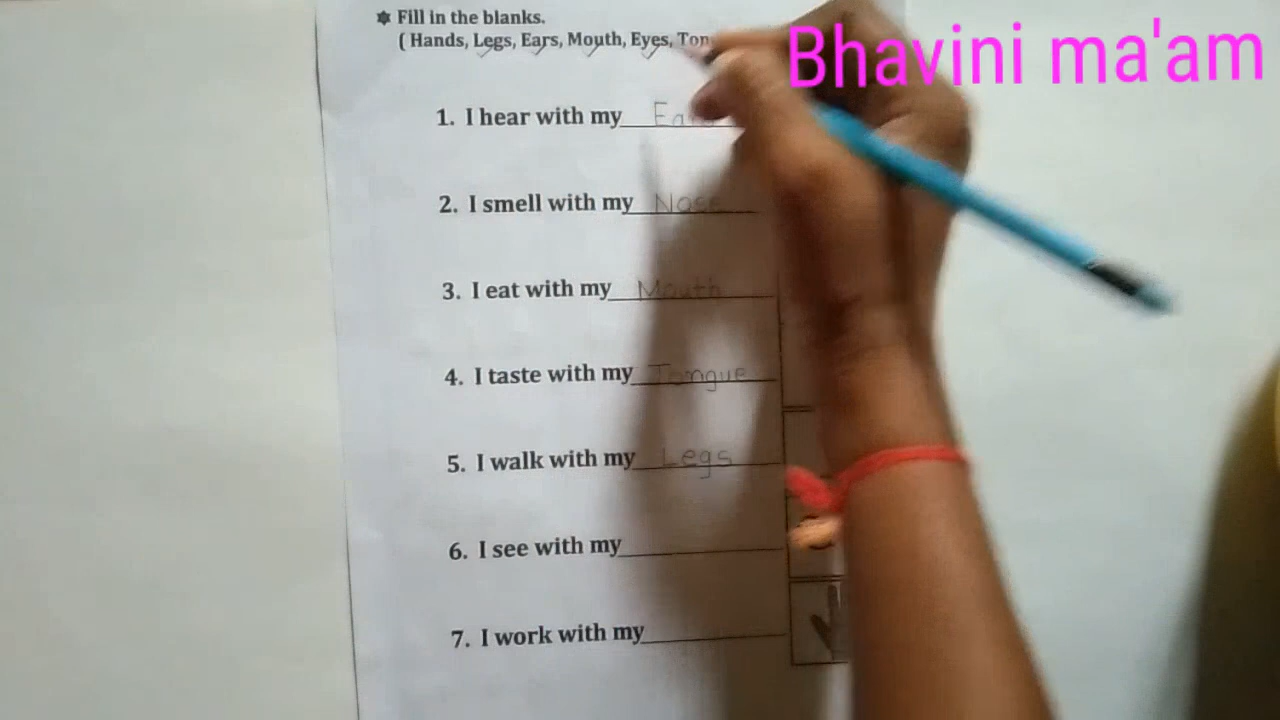 ✵ Fill in the blanks.
( Hands, Legs, Ears, Mouth, Eyes,
Bhavini ma'am
1. I hear with my
2. I smell with my Nose
3. I eat with my Mouth
4. I taste with my Tongue
5. I walk with my Legs
6. I see with my
7. I work with my